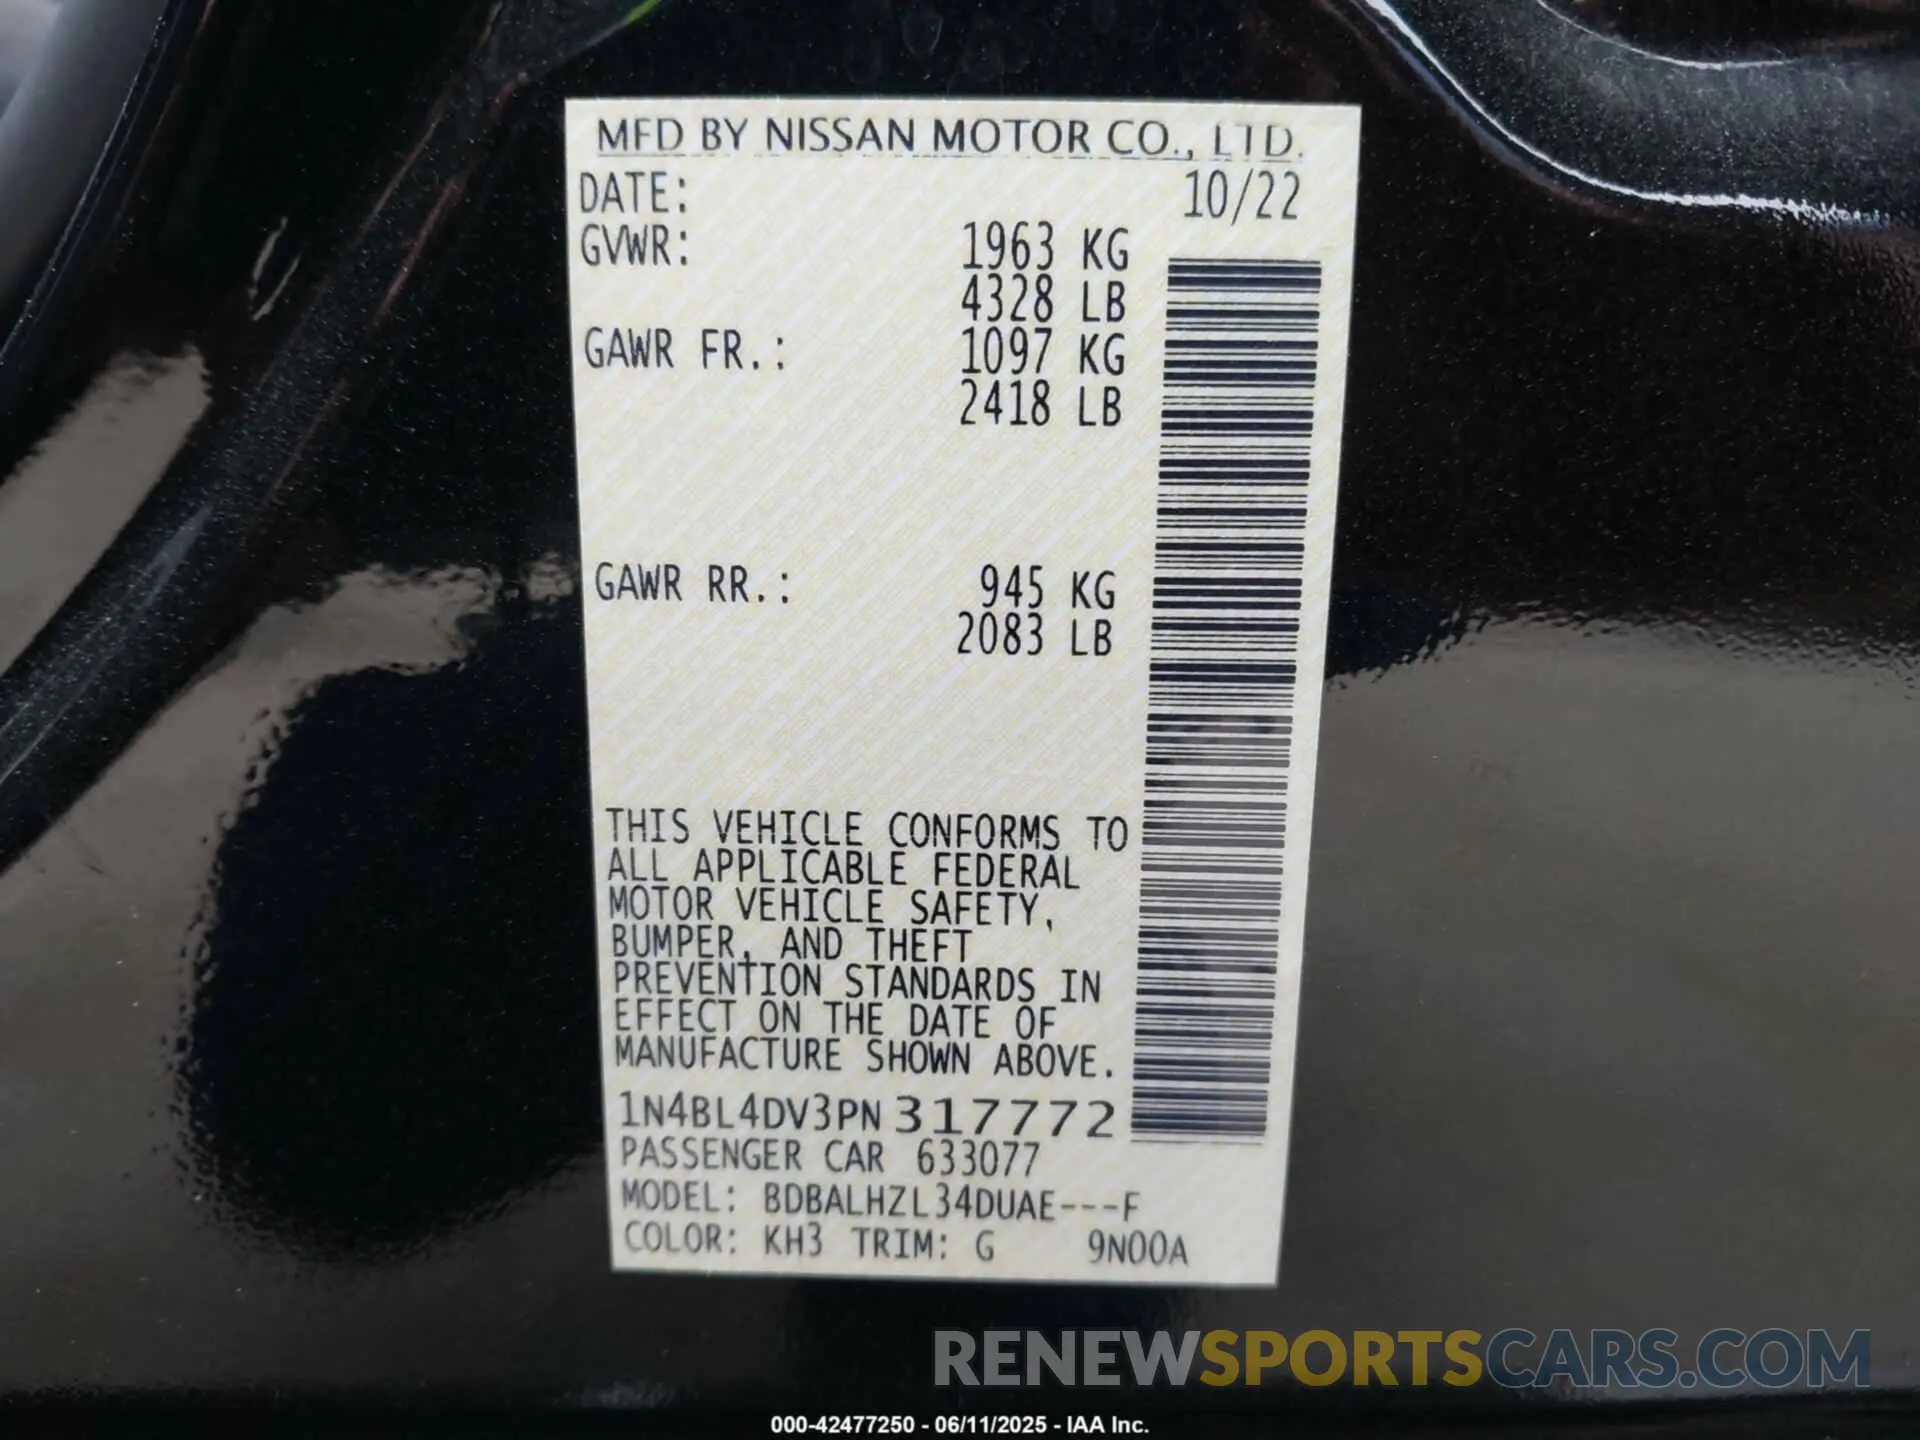 MFD BY NISSAN MOTOR CO., LTD.
DATE: 10/22
GVWR: 1963 KG
4328 LB
GAWR FR.: 1097 KG
2418 LB
GAWR RR.: 945 KG
2083 LB
THIS VEHICLE CONFORMS TO
ALL APPLICABLE FEDERAL
MOTOR VEHICLE SAFETY,
BUMPER, AND THEFT
PREVENTION STANDARDS IN
EFFECT ON THE DATE OF
MANUFACTURE SHOWN ABOVE.
1N4BL4DV3PN317772
PASSENGER CAR 633077
MODEL: BDBALHZL34DUAE---F
COLOR: KH3 TRIM: G 9N00A
RENEWSPORTSCARS.COM
000-42477250 - 06/11/2025 - IAA Inc.